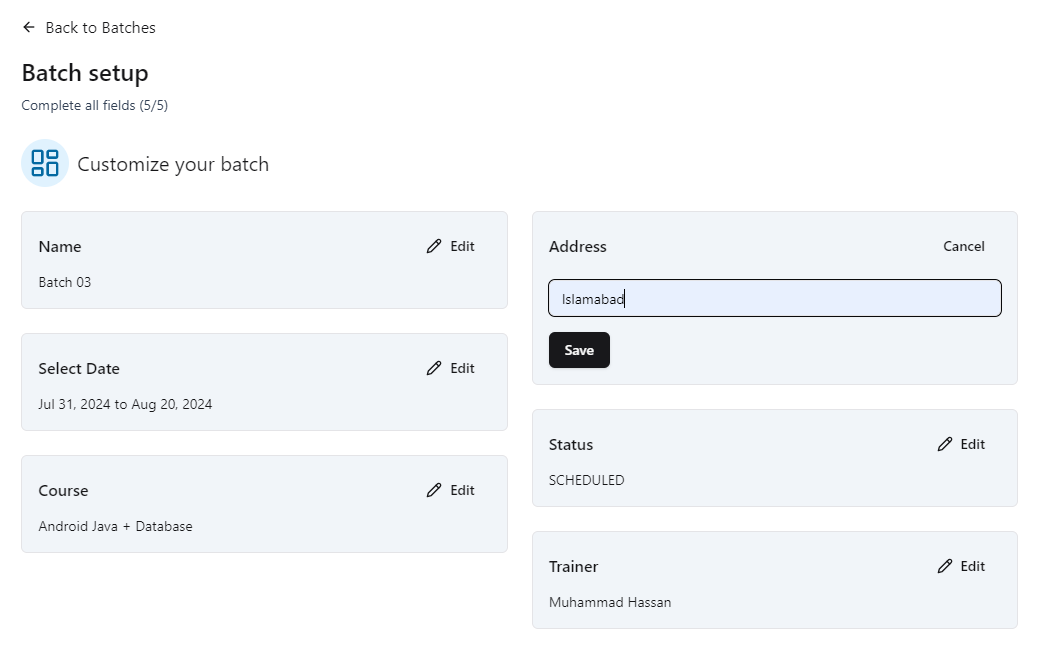 Back to Batches
Batch setup
Complete all fields (5/5)
Customize your batch
Name
Edit
Batch 03
Select Date
Edit
Jul 31, 2024 to Aug 20, 2024
Course
Edit
Android Java + Database
Address
Cancel
Islamabad
Save
Status
Edit
SCHEDULED
Trainer
Edit
Muhammad Hassan